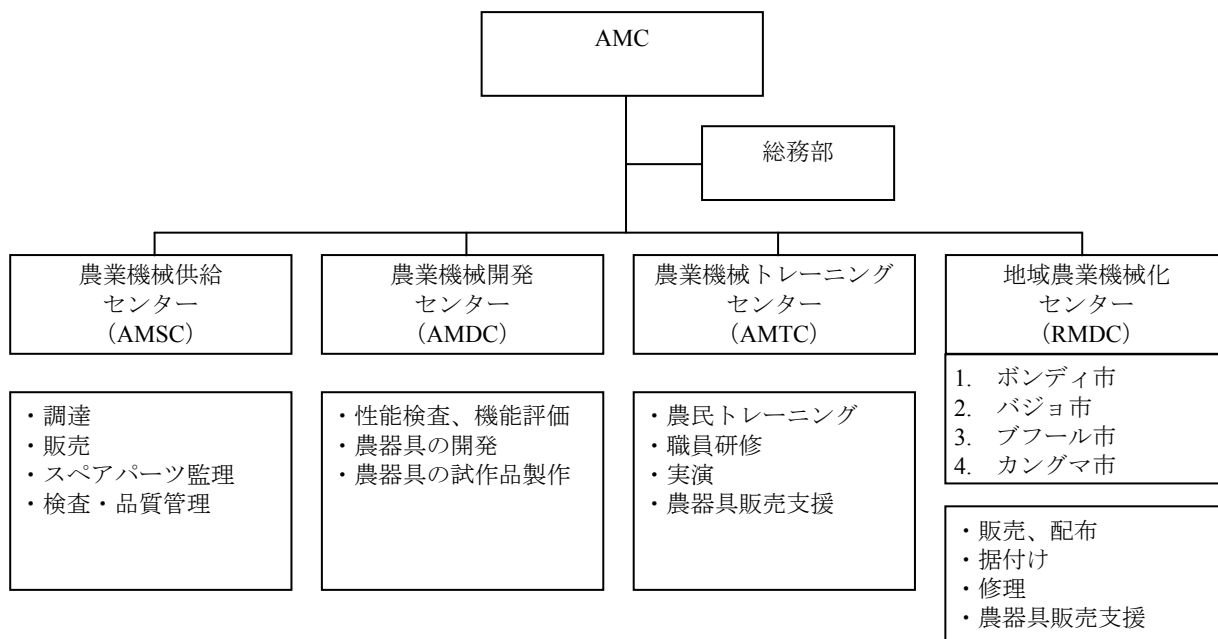 AMC
総務部
農業機械供給
センター
（AMSC）
農業機械開発
センター
（AMDC）
農業機械トレーニング
センター
（AMTC）
地域農業機械化
センター
（RMDC）
・調達
・販売
・スペアパーツ監理
・検査・品質管理
・性能検査、機能評価
・農器具の開発
・農器具の試作品製作
・農民トレーニング
・職員研修
・実演
・農器具販売支援
1. ボンディ市
2. バジョ市
3. ブフール市
4. カングマ市
・販売、配布
・据付け
・修理
・農器具販売支援